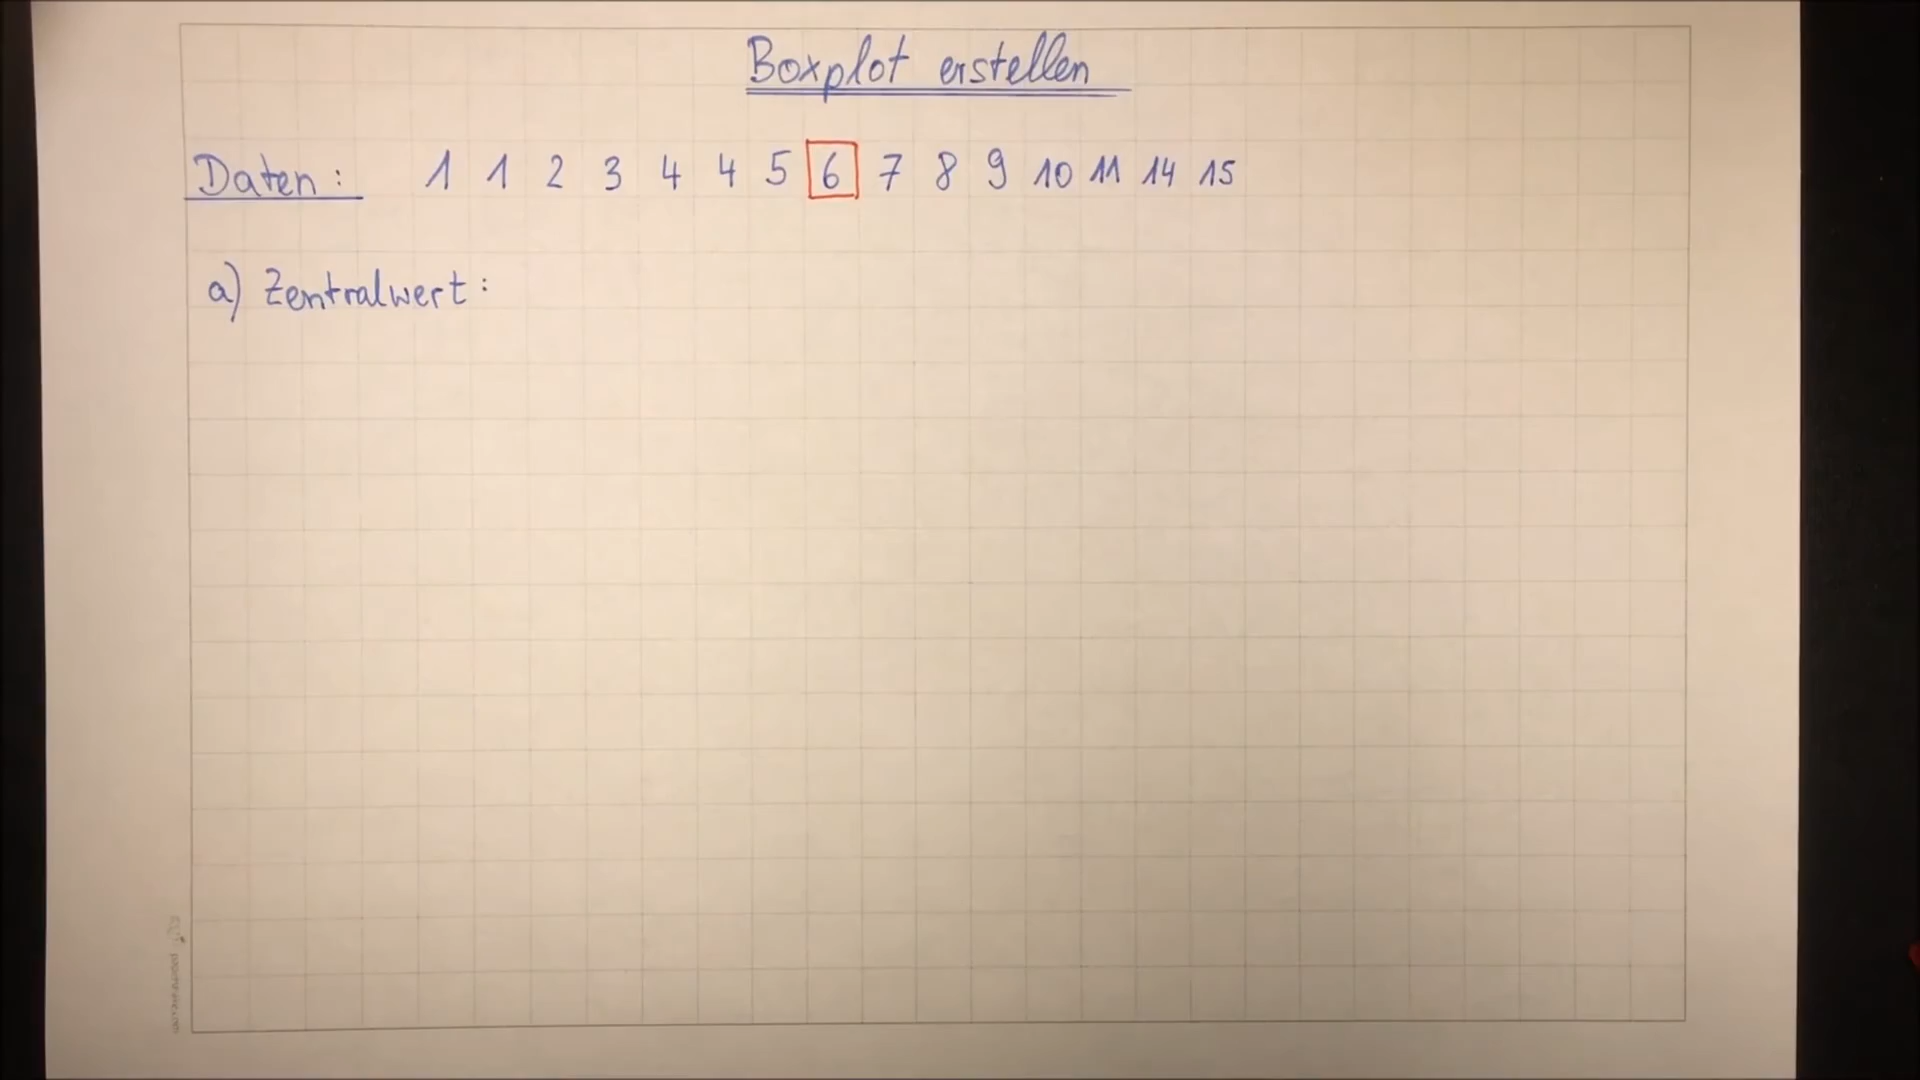 Boxplot erstellen
Daten: 1 1 2 3 4 4 5 6 7 8 9 10 11 14 15
a) Zentralwert: